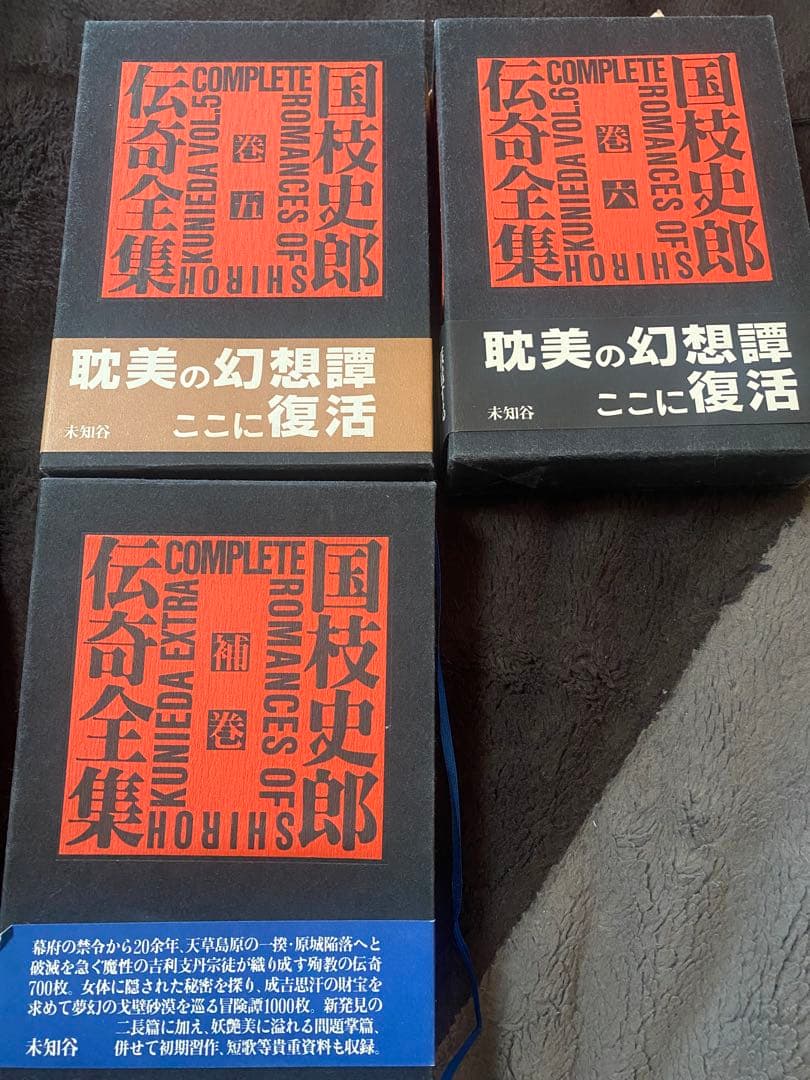 国枝史郎
伝奇全集
COMPLETE
ROMANCES OF
SHIROH
KUNIEDA VOL.5
巻五
耽美の幻想譚
ここに復活
未知谷
国枝史郎
伝奇全集
COMPLETE
ROMANCES OF
SHIROH
KUNIEDA VOL.6
巻六
耽美の幻想譚
ここに復活
未知谷
国枝史郎
伝奇全集
COMPLETE
ROMANCES OF
SHIROH
KUNIEDA EXTRA
補巻
幕府の禁令から20余年、天草島原の一揆・原城陥落へと
破滅を急ぐ魔性の吉利支丹宗徒が織り成す殉教の伝奇
700枚。女体に隠された秘密を探り、成吉思汗の財宝を
求めて夢幻の戈壁砂漠を巡る冒険譚1000枚。新発見の
二長篇に加え、妖艶美に溢れる問題掌篇、
併せて初期習作、短歌等貴重資料も収録。
未知谷